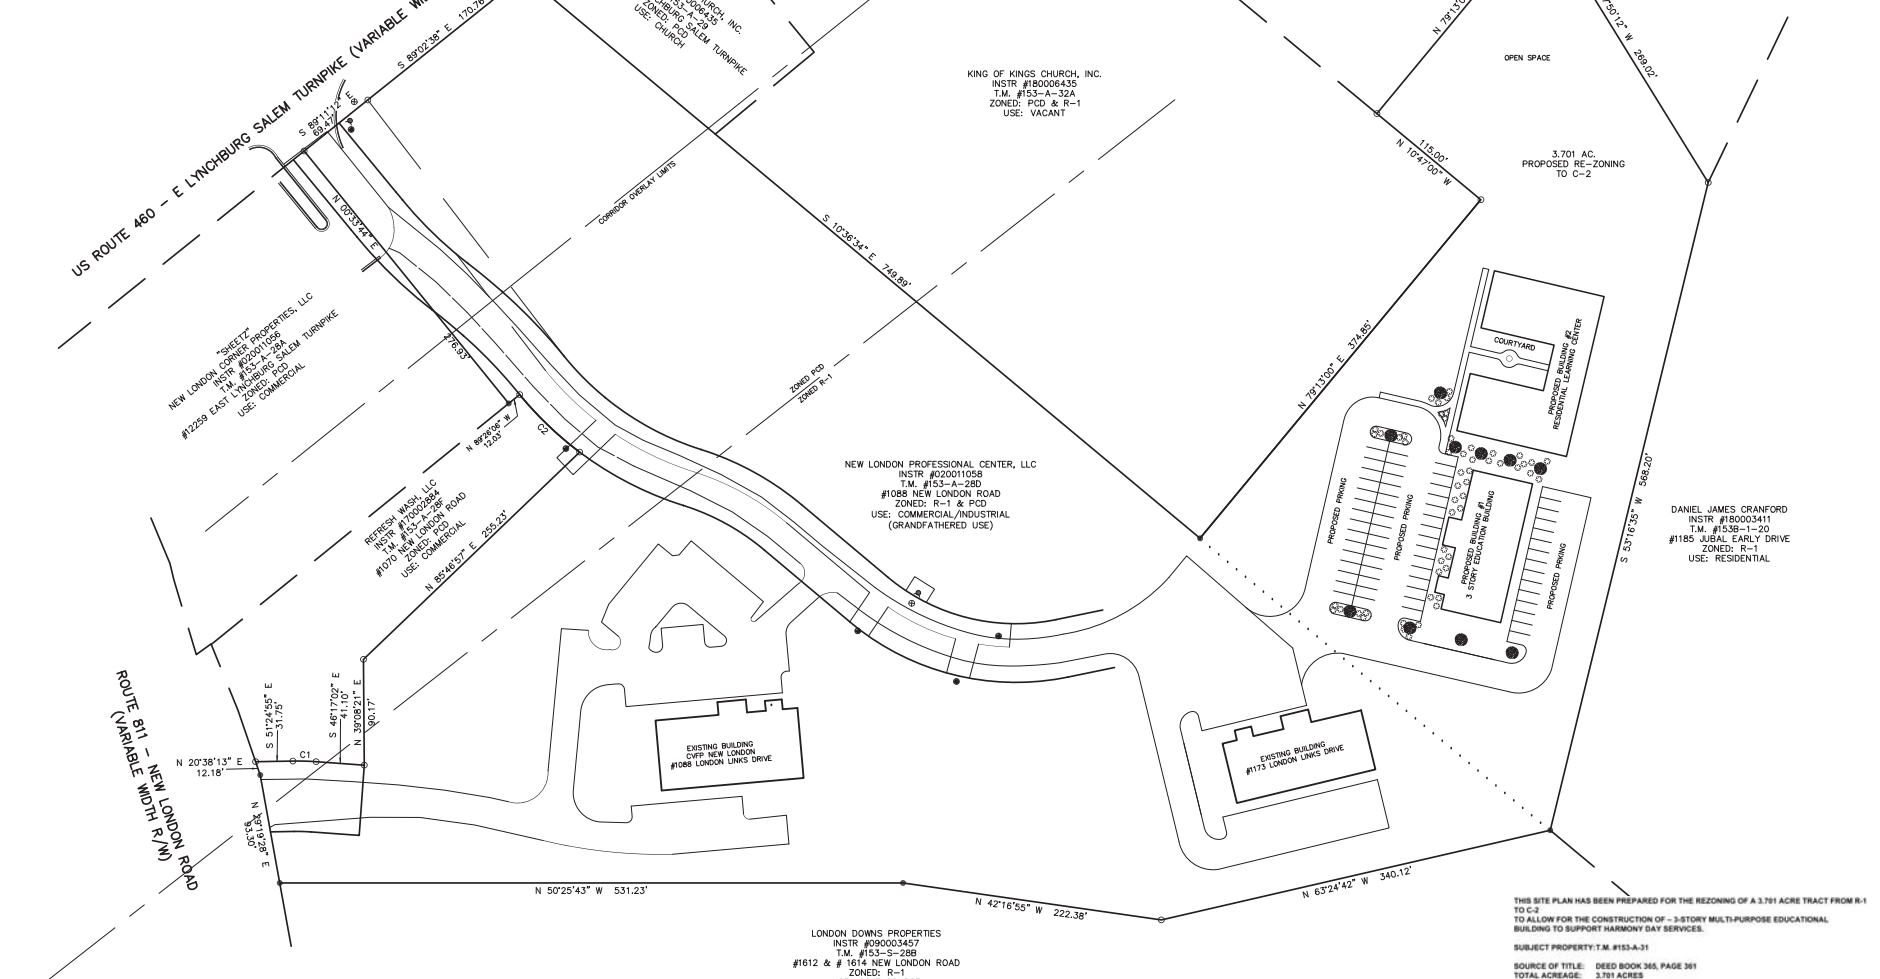 US ROUTE 460 - E LYNCHBURG SALEM TURNPIKE (VARIABLE
S 89°02'38" E 170.76
S 89°11'12" E
69.47'
CHURCH, INC.
153-A-29
ZONED: PCD
LYNCHBURG SALEM TURNPIKE
USE: CHURCH
KING OF KINGS CHURCH, INC.
INSTR #180006435
T.M. #153-A-32A
ZONED: PCD & R-1
USE: VACANT
N 79°13'0
°50'12" W 269.02'
OPEN SPACE
115.00'
N 10°47'00" W
3.701 AC.
PROPOSED RE-ZONING
TO C-2
CORRIDOR OVERLAY LIMITS
N 00°33'44" E
276.93'
S 10°36'34" E 749.89'
"SHEETZ"
NEW LONDON CORNER PROPERTIES, LLC
INSTR #020011056
T.M. #153-A-28A
ZONED: PCD
#12259 EAST LYNCHBURG SALEM TURNPIKE
USE: COMMERCIAL
ZONED PCD
ZONED R-1
N 79°13'00" E 374.85'
COURTYARD
PROPOSED BUILDING #2
RESIDENTIAL LEARNING CENTER
N 89°26'06" W
12.03'
C2
REFRESH WASH, LLC
INSTR #170002884
T.M. #153-A-28F
ZONED: PCD
#1070 NEW LONDON ROAD
USE: COMMERCIAL
N 85°46'57" E 255.23'
NEW LONDON PROFESSIONAL CENTER, LLC
INSTR #020011058
T.M. #153-A-28D
#1088 NEW LONDON ROAD
ZONED: R-1 & PCD
USE: COMMERCIAL/INDUSTRIAL
(GRANDFATHERED USE)
PROPOSED PRKING
PROPOSED PRKING
PROPOSED BUILDING #1
3 STORY EDUCATION BUILDING
PROPOSED PRKING
S 53°16'35" W 568.20'
DANIEL JAMES CRANFORD
INSTR #180003411
T.M. #153B-1-20
#1185 JUBAL EARLY DRIVE
ZONED: R-1
USE: RESIDENTIAL
ROUTE 811 - NEW LONDON ROAD
(VARIABLE WIDTH R/W)
S 51°24'55" E
31.75'
S 46°17'02" E
41.10'
N 39°08'21" E
90.17'
C1
N 20°38'13" E
12.18'
N 29°19'28" E
93.30'
EXISTING BUILDING
CVFP NEW LONDON
#1088 LONDON LINKS DRIVE
EXISTING BUILDING
#1173 LONDON LINKS DRIVE
N 50°25'43" W 531.23'
N 42°16'55" W 222.38'
N 63°24'42" W 340.12'
LONDON DOWNS PROPERTIES
INSTR #090003457
T.M. #153-S-28B
#1612 & # 1614 NEW LONDON ROAD
ZONED: R-1
THIS SITE PLAN HAS BEEN PREPARED FOR THE REZONING OF A 3.701 ACRE TRACT FROM R-1
TO C-2
TO ALLOW FOR THE CONSTRUCTION OF ~ 3-STORY MULTI-PURPOSE EDUCATIONAL
BUILDING TO SUPPORT HARMONY DAY SERVICES.
SUBJECT PROPERTY: T.M. #153-A-31
SOURCE OF TITLE: DEED BOOK 365, PAGE 361
TOTAL ACREAGE: 3.701 ACRES